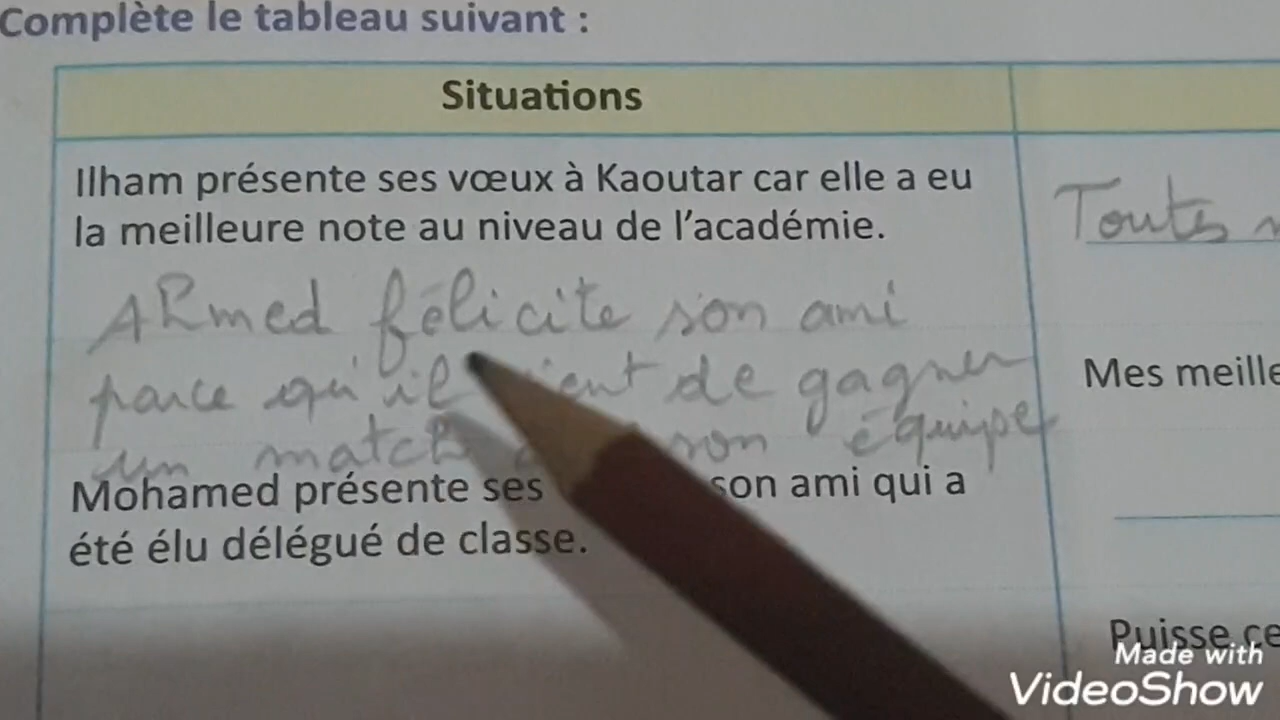 Complète le tableau suivant :
Situations
Ilham présente ses vœux à Kaoutar car elle a eu
la meilleure note au niveau de l'académie.
Toutes
Ahmed félicite son ami
parce qu'il de gagner
Mes meille
un match son équipe
Mohamed présente ses son ami qui a
été élu délégué de classe.
Puisse ce
Made with
VideoShow